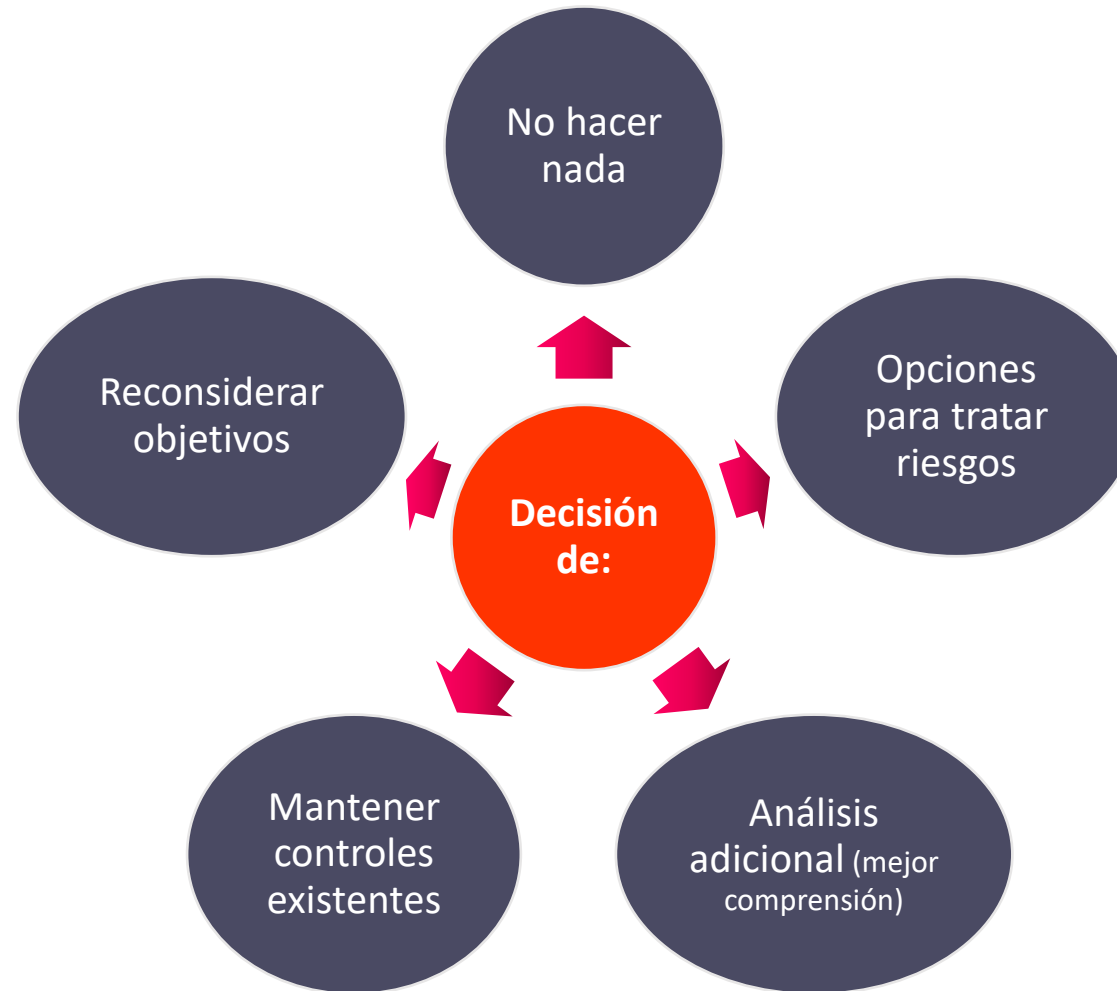 No hacer
nada
Opciones
para tratar
riesgos
Reconsiderar
objetivos
Decisión
de:
Mantener
controles
existentes
Análisis
adicional (mejor
comprensión)